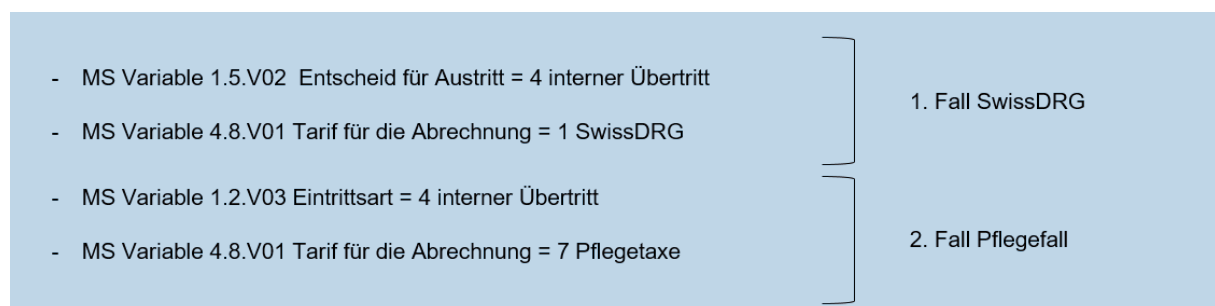 - MS Variable 1.5.V02 Entscheid für Austritt = 4 interner Übertritt
- MS Variable 4.8.V01 Tarif für die Abrechnung = 1 SwissDRG
1. Fall SwissDRG
- MS Variable 1.2.V03 Eintrittsart = 4 interner Übertritt
- MS Variable 4.8.V01 Tarif für die Abrechnung = 7 Pflegetaxe
2. Fall Pflegefall